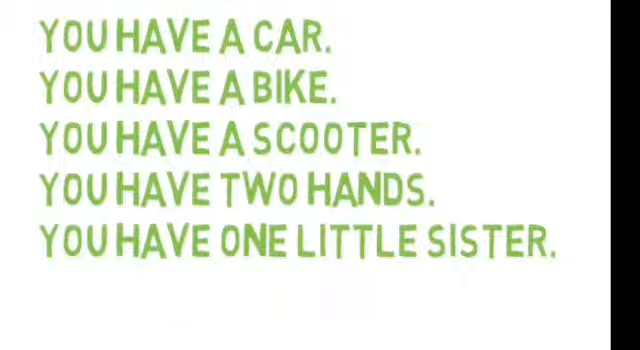 YOU HAVE A CAR.
YOU HAVE A BIKE.
YOU HAVE A SCOOTER.
YOU HAVE TWO HANDS.
YOU HAVE ONE LITTLE SISTER.